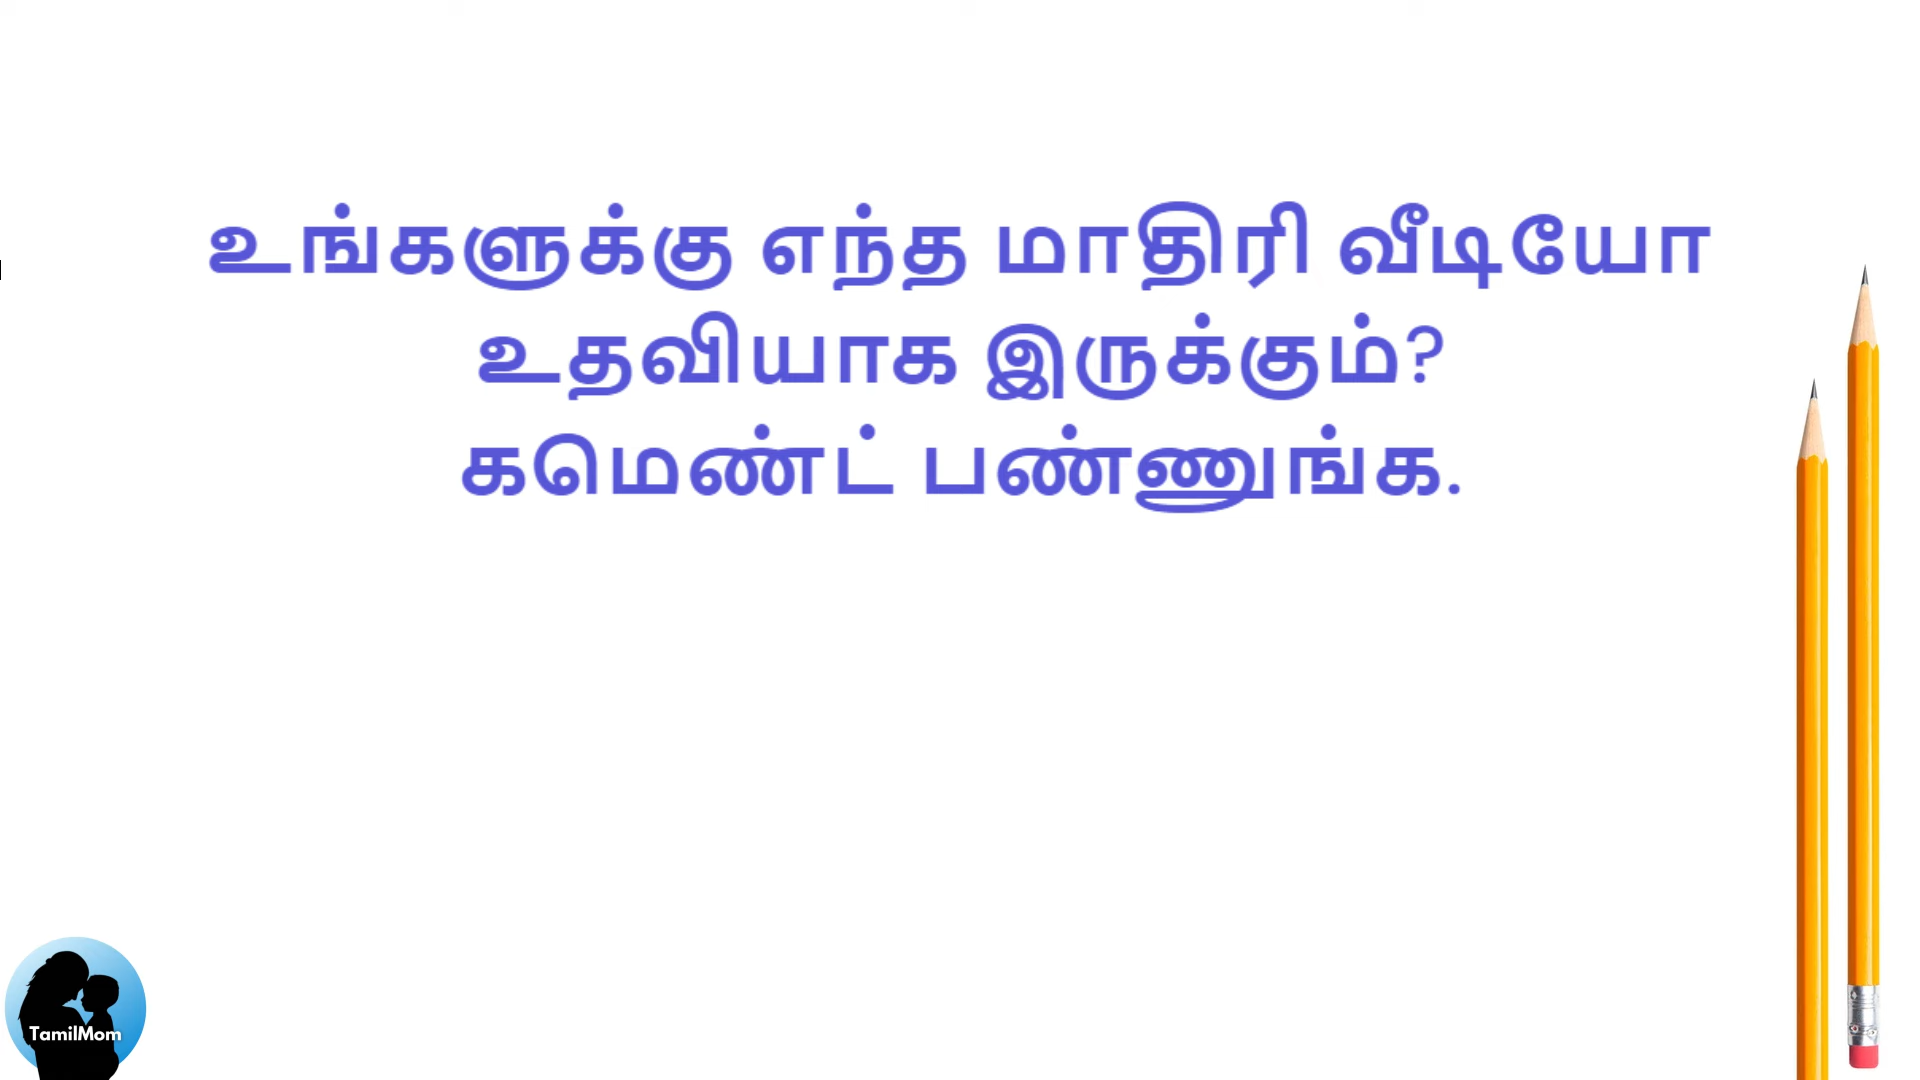 உங்களுக்கு எந்த மாதிரி வீடியோ
உதவியாக இருக்கும்?
கமெண்ட் பண்ணுங்க.
TamilMom